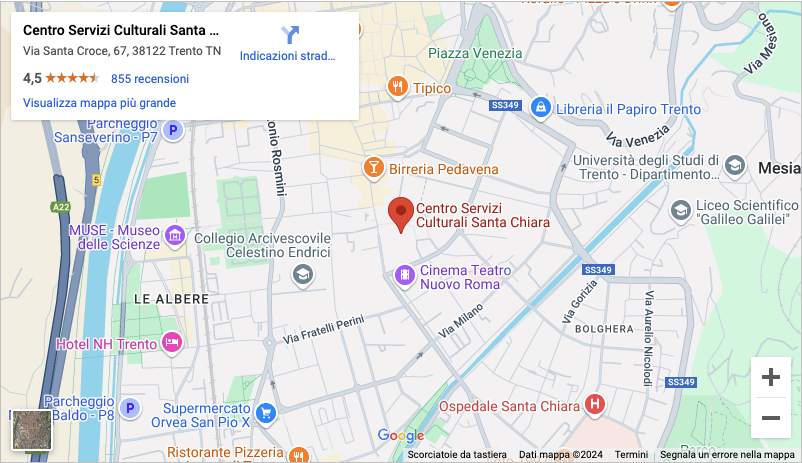 Centro Servizi Culturali Santa ...
Via Santa Croce, 67, 38122 Trento TN
Indicazioni strad...
4,5
855 recensioni
Visualizza mappa più grande
Piazza Venezia
Tipico
SS349
Libreria il Papiro Trento
Via Mesiano
Via Venezia
Parcheggio
Sanseverino - P7
onio Rosmini
Birreria Pedavena
Università degli Studi di
Trento - Dipartimento...
Mesia
5
A22
Centro Servizi
Culturali Santa Chiara
Liceo Scientifico
"Galileo Galilei"
MUSE - Museo
delle Scienze
Collegio Arcivescovile
Celestino Endrici
Cinema Teatro
Nuovo Roma
SS349
LE ALBERE
Via Gorizia
Via Aurelio Nicolodi
Via Fratelli Perini
Via Milano
BOLGHERA
Hotel NH Trento
SS349
Parcheggio
Baldo - P8
Supermercato
Orvea San Pio X
Ospedale Santa Chiara
Google
Ristorante Pizzeria
Scorciatoie da tastiera
Dati mappa ©2024
Termini
Segnala un errore nella mappa